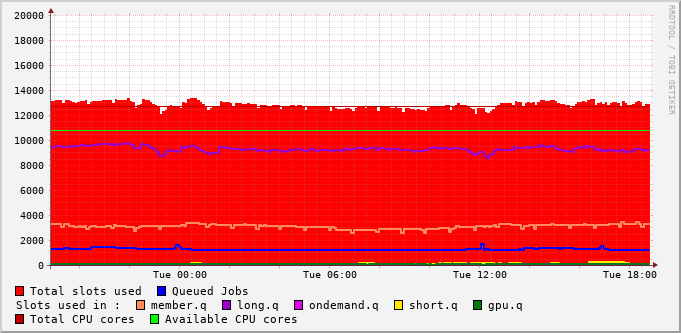 20000
18000
16000
14000
12000
10000
8000
6000
4000
2000
0
Tue 00:00 Tue 06:00 Tue 12:00 Tue 18:00
RRDTOOL / TOBI OETIKER
Total slots used Queued Jobs
Slots used in : member.q long.q ondemand.q short.q gpu.q
Total CPU cores Available CPU cores